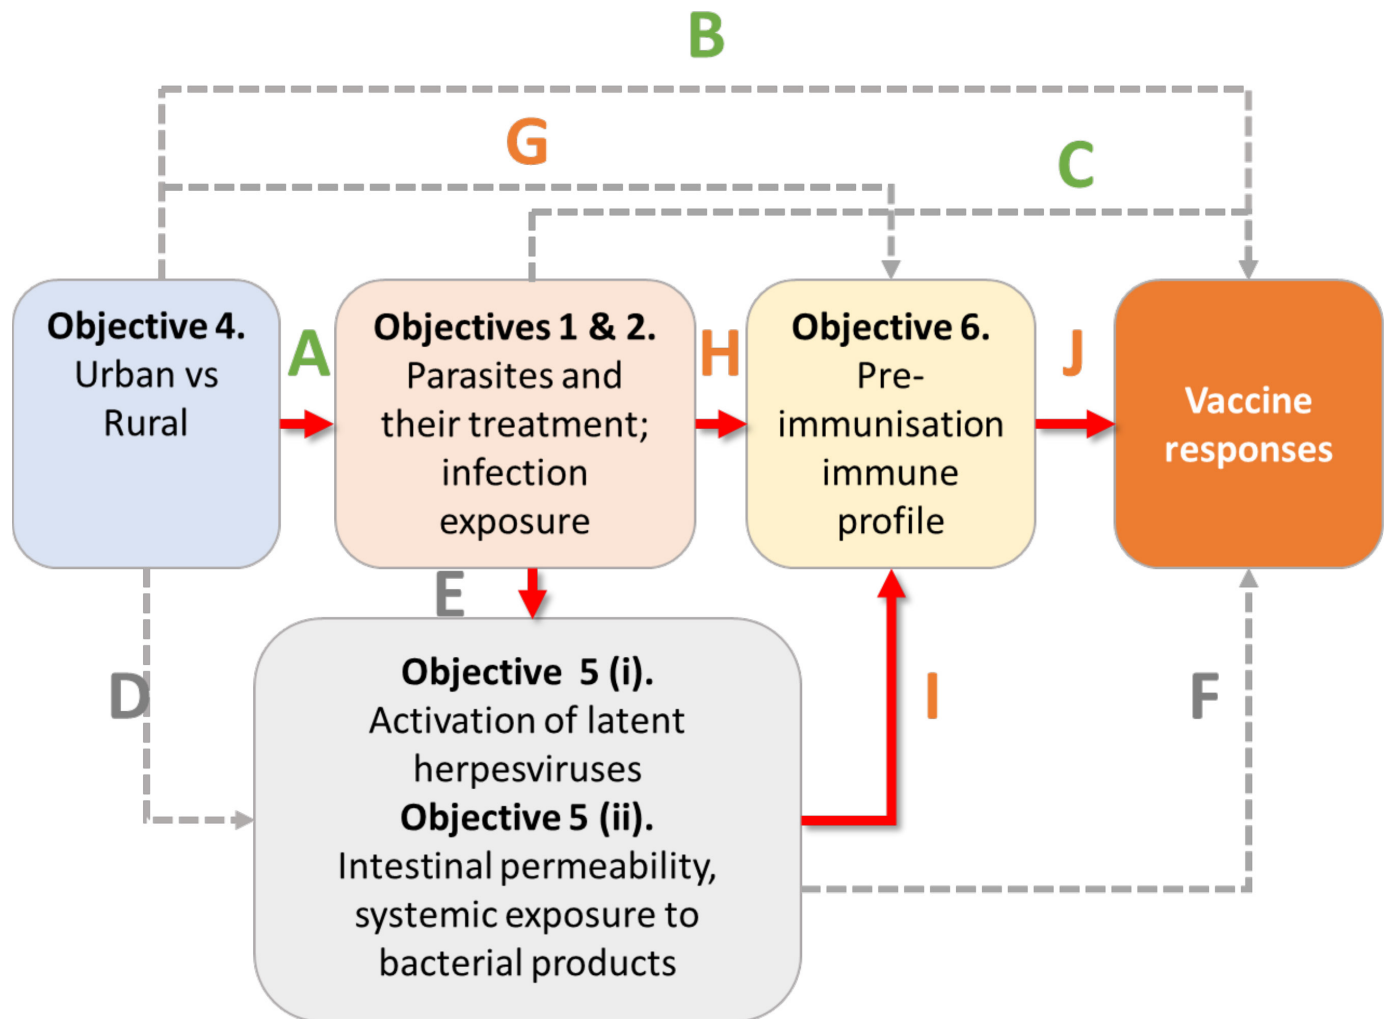 B
G
C
Objective 4.
Urban vs
Rural
A
Objectives 1 & 2.
Parasites and
their treatment;
infection
exposure
H
Objective 6.
Pre-
immunisation
immune
profile
J
Vaccine
responses
E
D
Objective  5 (i).
Activation of latent
herpesviruses
Objective 5 (ii).
Intestinal permeability,
systemic exposure to
bacterial products
I
F